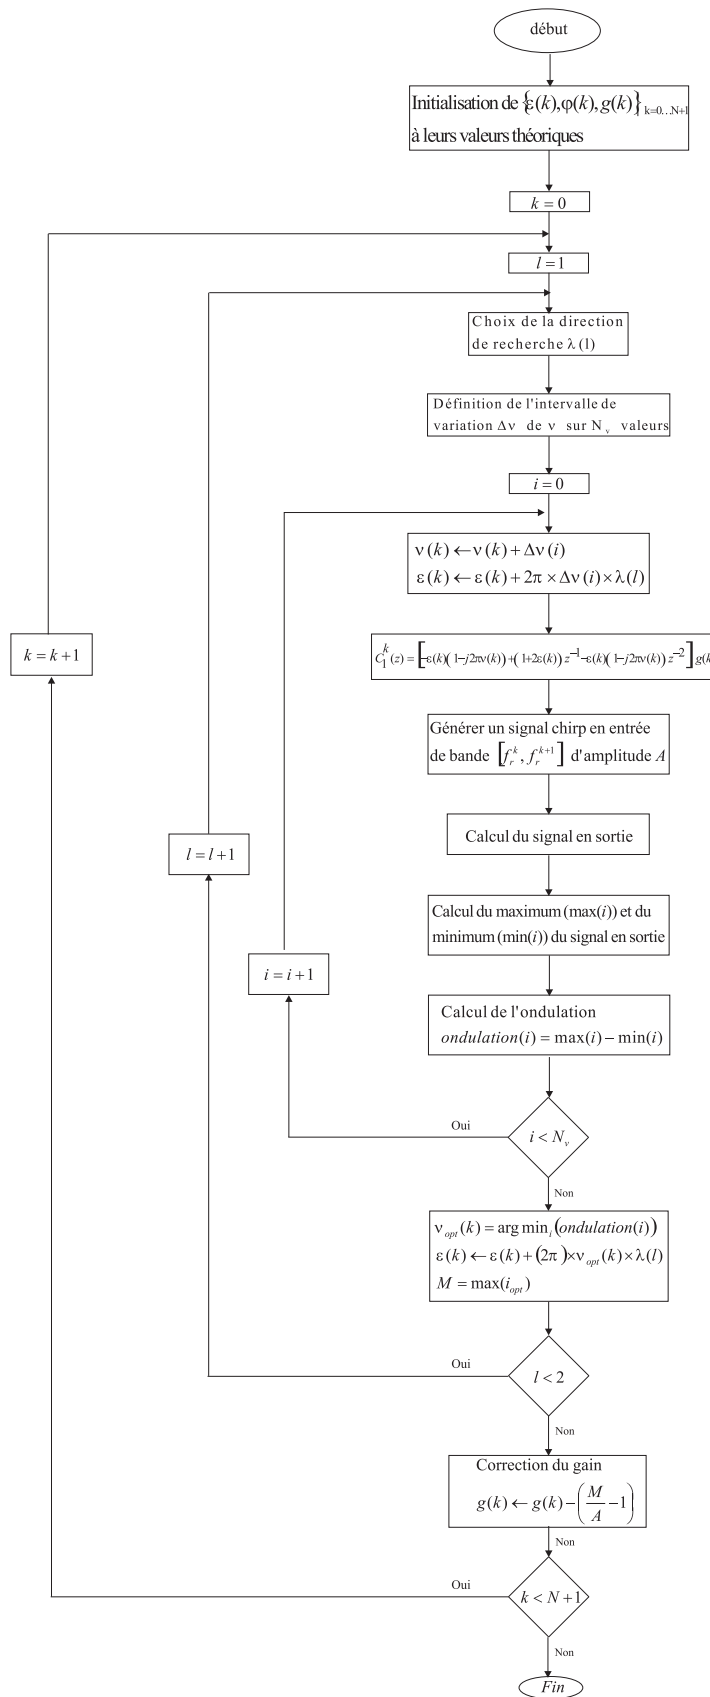 début
Initialisation de {ε(k),φ(k),g(k)}k=0...N+1
à leurs valeurs théoriques
k = 0
l = 1
Choix de la direction
de recherche λ(l)
Définition de l'intervalle de
variation Δν de ν sur Nv valeurs
i = 0
ν(k) ← ν(k) + Δν(i)
ε(k) ← ε(k) + 2π × Δν(i) × λ(l)
k = k + 1
C₁ᵏ(z) = [-ε(k)(1-j2πν(k))+(1+2ε(k))z⁻¹-ε(k)(1-j2πν(k))z⁻²]g(k
Générer un signal chirp en entrée
de bande [fᵣᵏ, fᵣᵏ⁺¹] d'amplitude A
Calcul du signal en sortie
l = l + 1
Calcul du maximum (max(i)) et du
minimum (min(i)) du signal en sortie
i = i + 1
Calcul de l'ondulation
ondulation(i) = max(i) − min(i)
Oui
i < Nv
Non
νopt(k) = arg minᵢ(ondulation(i))
ε(k) ← ε(k) + (2π)×νopt(k)×λ(l)
M = max(iopt)
Oui
l < 2
Non
Correction du gain
g(k) ← g(k) − (M/A − 1)
Non
Oui
k < N + 1
Non
Fin